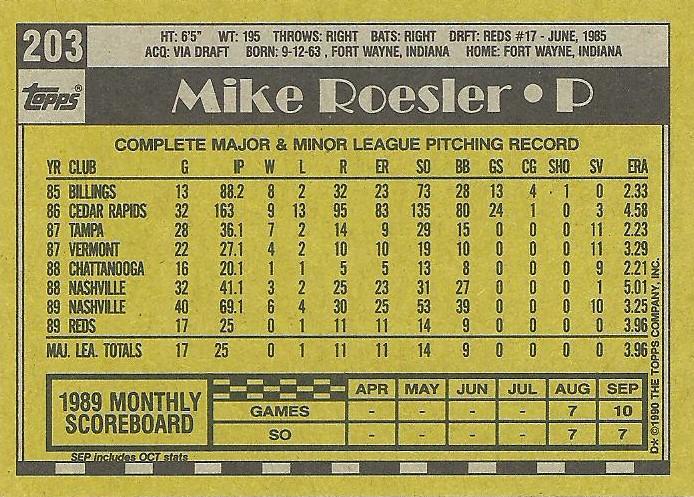 203
HT: 6'5" WT: 195 THROWS: RIGHT BATS: RIGHT DRFT: REDS #17 - JUNE, 1985
ACQ: VIA DRAFT BORN: 9-12-63, FORT WAYNE, INDIANA HOME: FORT WAYNE, INDIANA
TOPPS®
Mike Roesler • P
COMPLETE MAJOR & MINOR LEAGUE PITCHING RECORD
YR CLUB G IP W L R ER SO BB GS CG SHO SV ERA
85 BILLINGS 13 88.2 8 2 32 23 73 28 13 4 1 0 2.33
86 CEDAR RAPIDS 32 163 9 13 95 83 135 80 24 1 0 3 4.58
87 TAMPA 28 36.1 7 2 14 9 29 15 0 0 0 11 2.23
87 VERMONT 22 27.1 4 2 10 10 19 10 0 0 0 11 3.29
88 CHATTANOOGA 16 20.1 1 1 5 5 13 8 0 0 0 9 2.21
88 NASHVILLE 32 41.1 3 2 25 23 31 27 0 0 0 1 5.01
89 NASHVILLE 40 69.1 6 4 30 25 53 39 0 0 0 10 3.25
89 REDS 17 25 0 1 11 11 14 9 0 0 0 0 3.96
MAJ. LEA. TOTALS 17 25 0 1 11 11 14 9 0 0 0 0 3.96
1989 MONTHLY SCOREBOARD
APR MAY JUN JUL AUG SEP
GAMES - - - - 7 10
SO - - - - 7 7
SEP includes OCT stats
D* ©1990 THE TOPPS COMPANY, INC.